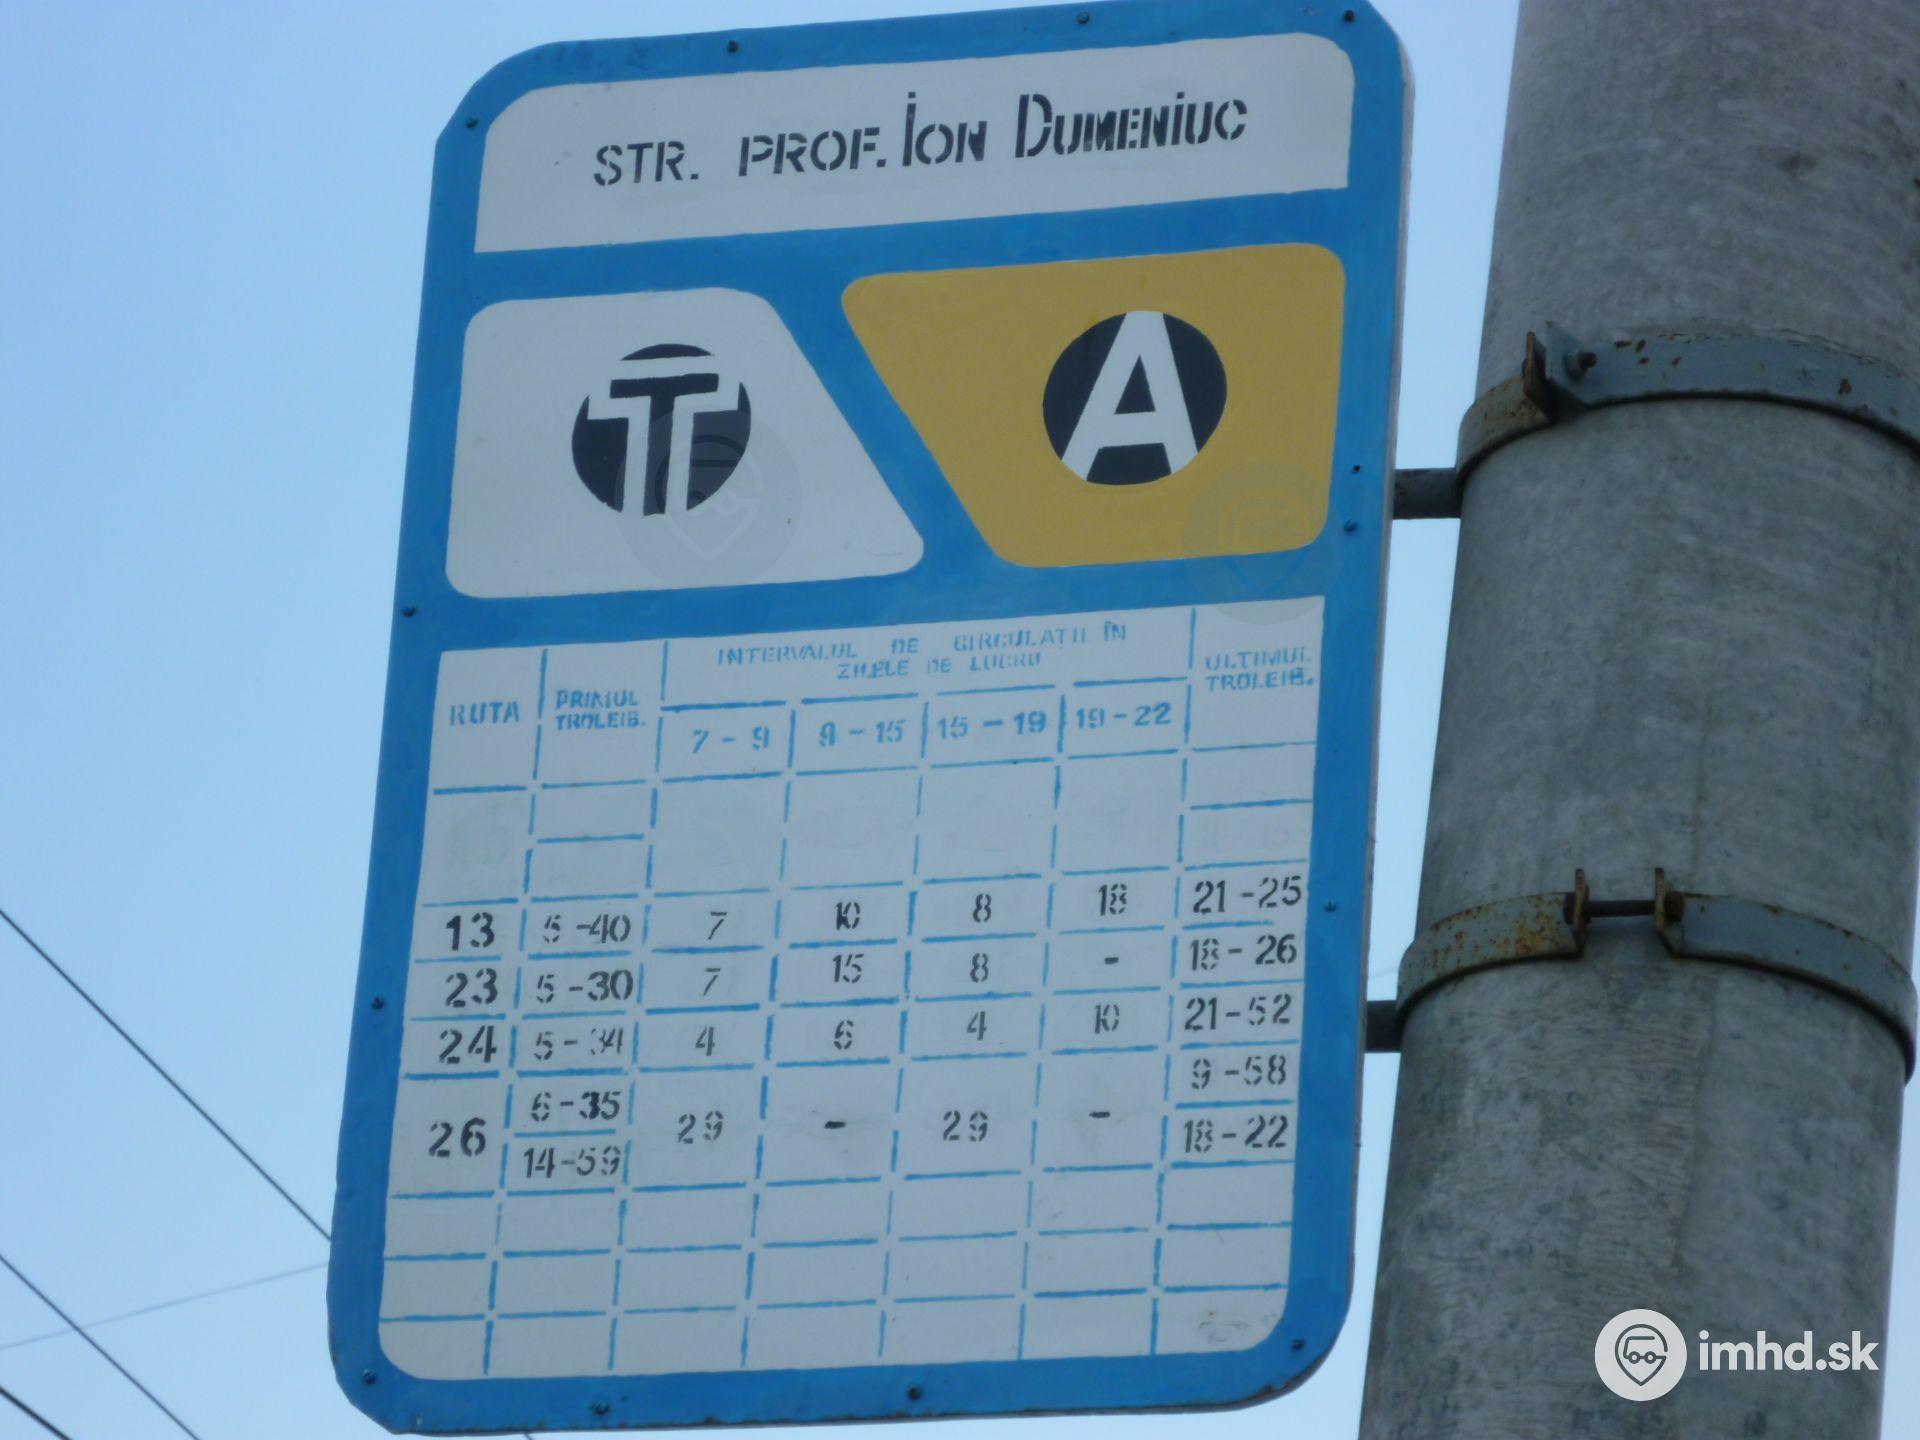 STR. PROF. ION DUMENIUC
T A
RUTA
PRIMUL
TROLEIB.
INTERVALUL DE CIRCULAȚII ÎN
ZILELE DE LUCRU
ULTIMUL
TROLEIB.
7 - 9 9 - 15 15 - 19 19 - 22
13 5 - 40 7 10 8 18 21 - 25
23 5 - 30 7 15 8 - 18 - 26
24 5 - 34 4 6 4 10 21 - 52
26 6 - 35 29 - 29 - 9 - 58
14 - 59 18 - 22
imhd.sk